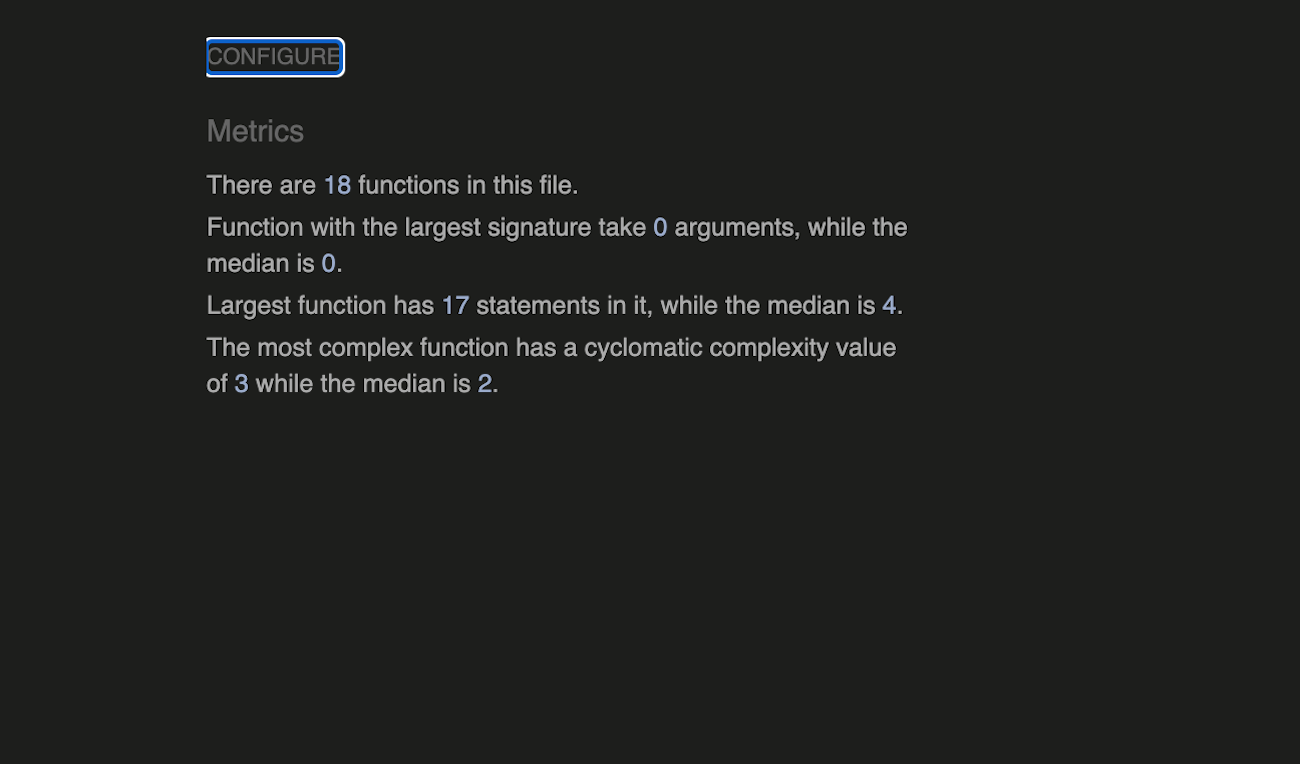 CONFIGURE
Metrics
There are 18 functions in this file.
Function with the largest signature take 0 arguments, while the
median is 0.
Largest function has 17 statements in it, while the median is 4.
The most complex function has a cyclomatic complexity value
of 3 while the median is 2.